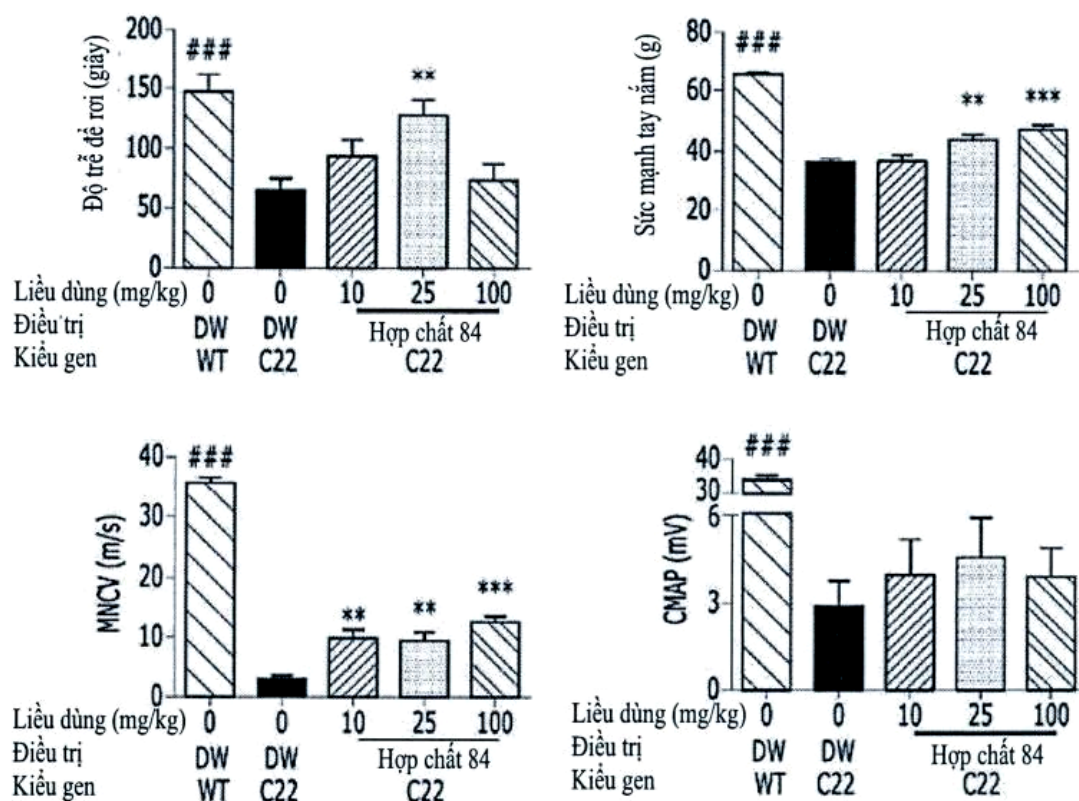 Độ trễ để rơi (giây)
200
150
100
50
0
###
**
Liều dùng (mg/kg) 0 0 10 25 100
Điều trị DW DW Hợp chất 84
Kiểu gen WT C22 C22
Sức mạnh tay nắm (g)
80
60
40
20
0
###
**
***
Liều dùng (mg/kg) 0 0 10 25 100
Điều trị DW DW Hợp chất 84
Kiểu gen WT C22 C22
MNCV (m/s)
40
30
20
10
0
###
**
**
***
Liều dùng (mg/kg) 0 0 10 25 100
Điều trị DW DW Hợp chất 84
Kiểu gen WT C22 C22
CMAP (mV)
40
30
6
3
0
###
Liều dùng (mg/kg) 0 0 10 25 100
Điều trị DW DW Hợp chất 84
Kiểu gen WT C22 C22